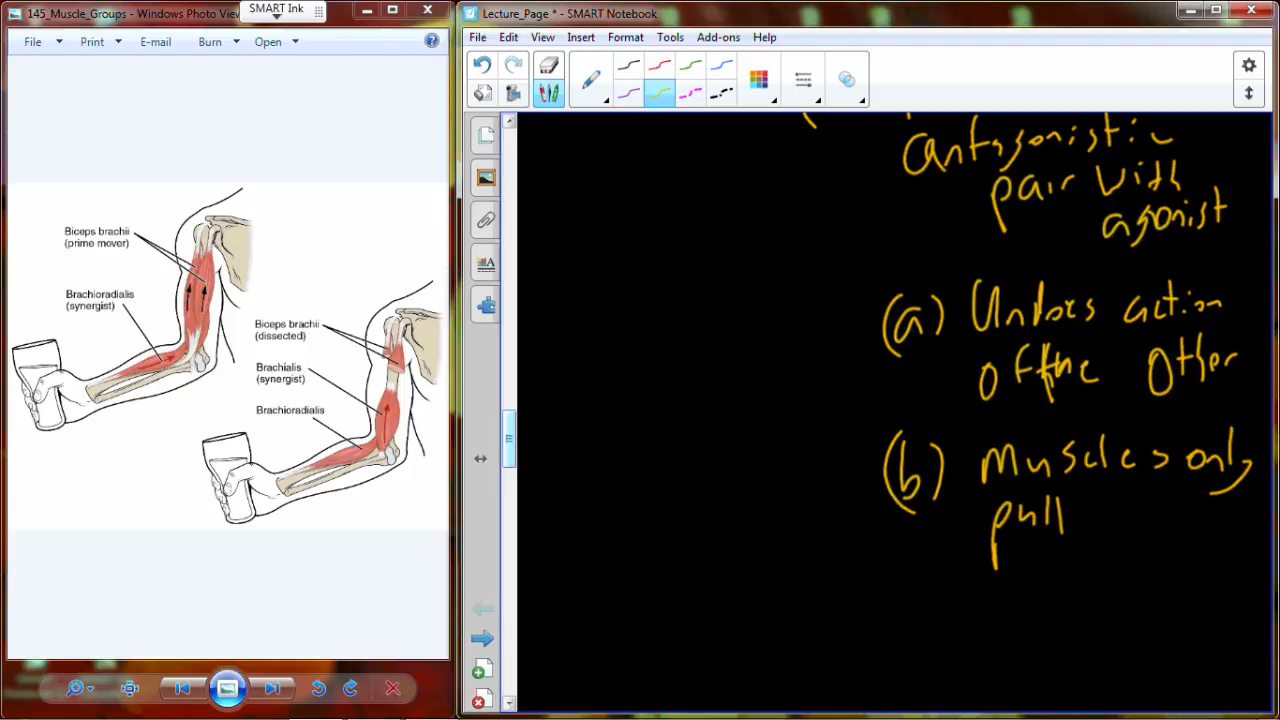 145_Muscle_Groups - Windows Photo View
SMART Ink
File Print E-mail Burn Open
Biceps brachii
(prime mover)
Brachioradialis
(synergist)
Biceps brachii
(dissected)
Brachialis
(synergist)
Brachioradialis
Lecture_Page * - SMART Notebook
File Edit View Insert Format Tools Add-ons Help
antagonistic
pair with
agonist
(a) Undoes action
of the other
(b) Muscles only
pull